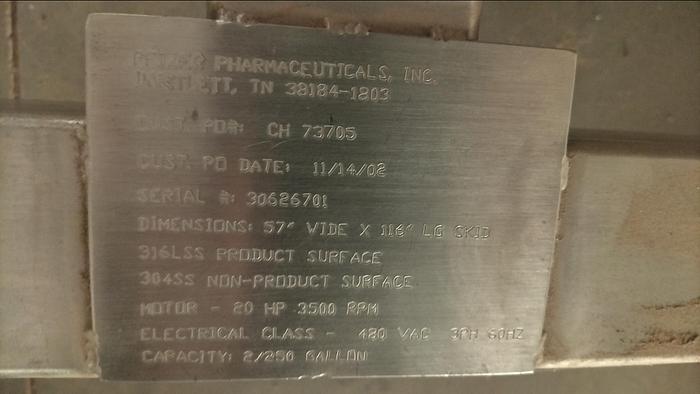 PHARMACEUTICALS, INC.
TN 38184-1803
CUST. PO#: CH 73705
CUST. PO DATE: 11/14/02
SERIAL #: 30626701
DIMENSIONS: 57" WIDE X 116" LG SKID
316LSS PRODUCT SURFACE
304SS NON-PRODUCT SURFACE
MOTOR - 20 HP 3500 RPM
ELECTRICAL CLASS - 480 VAC 3PH 60HZ
CAPACITY: 2/250 GALLON